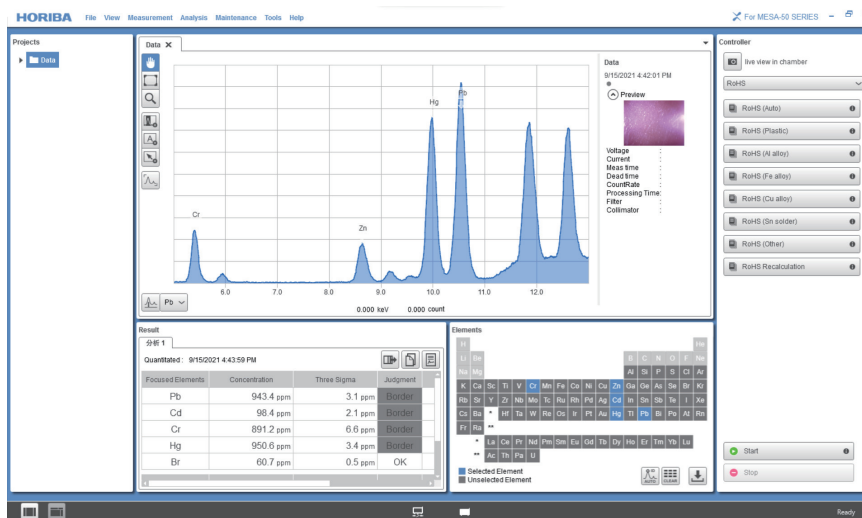 HORIBA File View Measurement Analysis Maintenance Tools Help For MESA-50 SERIES
Projects
Data
Data
Cr
Zn
Hg
Pb
6.0 7.0 8.0 9.0 10.0 11.0 12.0
Pb
0.000 keV 0.000 count
Data
9/15/2021 4:42:01 PM
Preview
Voltage :
Current :
Meas time :
Dead time :
CountRate :
Processing Time:
Filter :
Collimator :
Result
分析 1
Quantitated : 9/15/2021 4:43:59 PM
Focused Elements Concentration Three Sigma Judgment
Pb 943.4 ppm 3.1 ppm Border
Cd 98.4 ppm 2.1 ppm Border
Cr 891.2 ppm 6.6 ppm Border
Hg 950.6 ppm 3.4 ppm Border
Br 60.7 ppm 0.5 ppm OK
Elements
H He
Li Be B C N O F Ne
Na Mg Al Si P S Cl Ar
K Ca Sc Ti V Cr Mn Fe Co Ni Cu Zn Ga Ge As Se Br Kr
Rb Sr Y Zr Nb Mo Tc Ru Rh Pd Ag Cd In Sn Sb Te I Xe
Cs Ba * Hf Ta W Re Os Ir Pt Au Hg Tl Pb Bi Po At Rn
Fr Ra **
* La Ce Pr Nd Pm Sm Eu Gd Tb Dy Ho Er Tm Yb Lu
** Ac Th Pa U
Selected Element
Unselected Element
AUTO CLEAR
Controller
live view in chamber
RoHS
RoHS (Auto)
RoHS (Plastic)
RoHS (Al alloy)
RoHS (Fe alloy)
RoHS (Cu alloy)
RoHS (Sn solder)
RoHS (Other)
RoHS Recalculation
Start
Stop
Ready